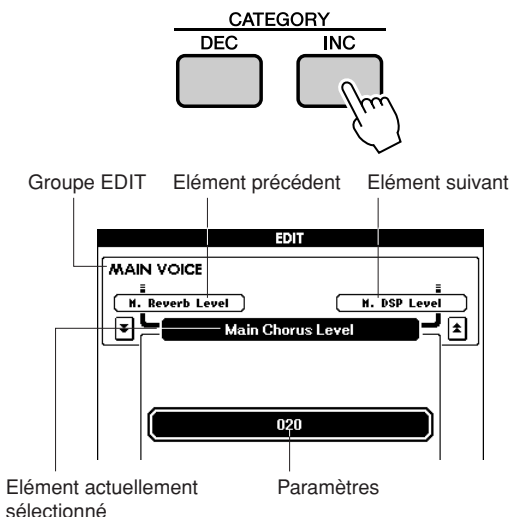 CATEGORY
DEC INC
Groupe EDIT Elément précédent Elément suivant
EDIT
MAIN VOICE
M. Reverb Level M. DSP Level
Main Chorus Level
020
Elément actuellement Paramètres
sélectionné